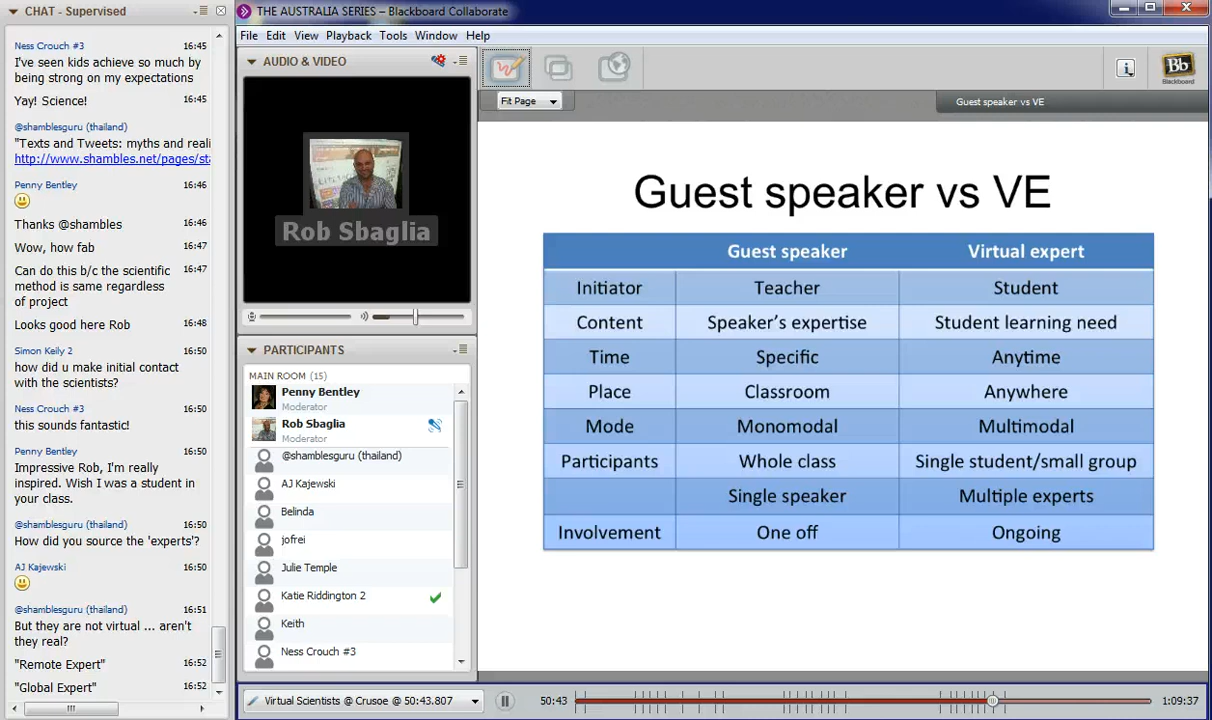 CHAT - Supervised
Ness Crouch #3 16:45
I've seen kids achieve so much by
being strong on my expectations
Yay! Science! 16:45
@shamblesguru (thailand)
"Texts and Tweets: myths and reali
http://www.shambles.net/pages/sta
Penny Bentley 16:46
Thanks @shambles 16:46
Wow, how fab 16:47
Can do this b/c the scientific 16:47
method is same regardless
of project
Looks good here Rob 16:48
Simon Kelly 2 16:50
how did u make initial contact
with the scientists?
Ness Crouch #3 16:50
this sounds fantastic!
Penny Bentley 16:50
Impressive Rob, I'm really
inspired. Wish I was a student in
your class.
@shamblesguru (thailand) 16:50
How did you source the 'experts'?
AJ Kajewski 16:50
@shamblesguru (thailand) 16:51
But they are not virtual ... aren't
they real?
"Remote Expert" 16:52
"Global Expert" 16:52
THE AUSTRALIA SERIES – Blackboard Collaborate
File Edit View Playback Tools Window Help
AUDIO & VIDEO
Rob Sbaglia
PARTICIPANTS
MAIN ROOM (15)
Penny Bentley
Moderator
Rob Sbaglia
Moderator
@shamblesguru (thailand)
AJ Kajewski
Belinda
jofrei
Julie Temple
Katie Riddington 2
Keith
Ness Crouch #3
Bb
Blackboard
Fit Page
Guest speaker vs VE
Guest speaker vs VE
Guest speaker Virtual expert
Initiator Teacher Student
Content Speaker's expertise Student learning need
Time Specific Anytime
Place Classroom Anywhere
Mode Monomodal Multimodal
Participants Whole class Single student/small group
Single speaker Multiple experts
Involvement One off Ongoing
Virtual Scientists @ Crusoe @ 50:43.807
50:43
1:09:37